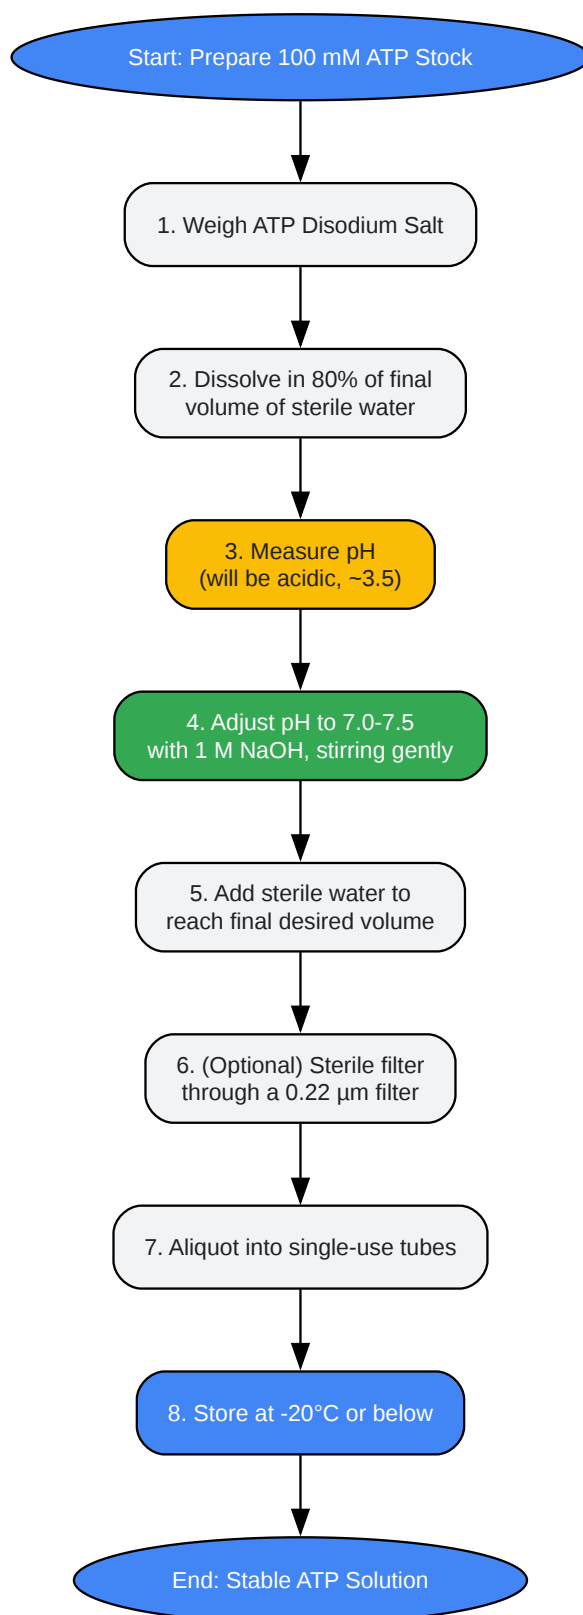 Start: Prepare 100 mM ATP Stock
1. Weigh ATP Disodium Salt
2. Dissolve in 80% of final
volume of sterile water
3. Measure pH
(will be acidic, ~3.5)
4. Adjust pH to 7.0-7.5
with 1 M NaOH, stirring gently
5. Add sterile water to
reach final desired volume
6. (Optional) Sterile filter
through a 0.22 µm filter
7. Aliquot into single-use tubes
8. Store at -20°C or below
End: Stable ATP Solution